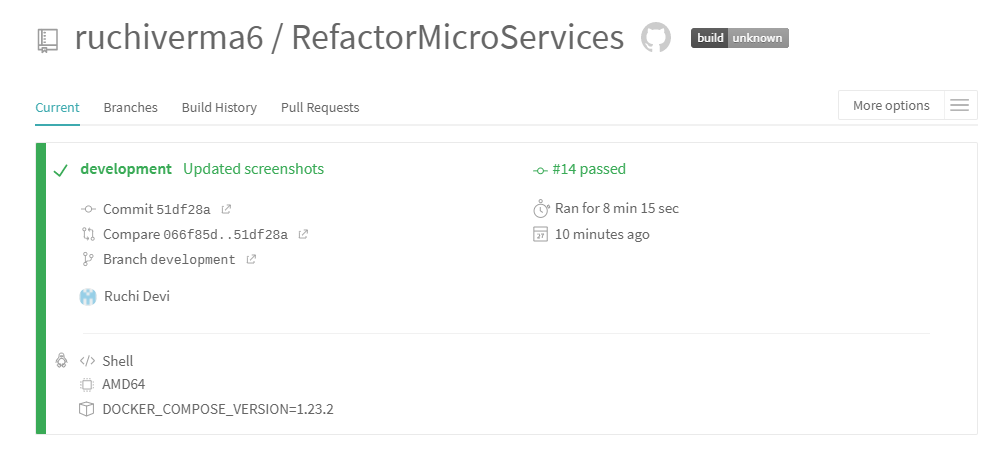 ruchiverma6 / RefactorMicroServices build unknown
Current Branches Build History Pull Requests More options
development Updated screenshots #14 passed
Commit 51df28a Ran for 8 min 15 sec
Compare 066f85d..51df28a 10 minutes ago
Branch development
Ruchi Devi
</> Shell
AMD64
DOCKER_COMPOSE_VERSION=1.23.2